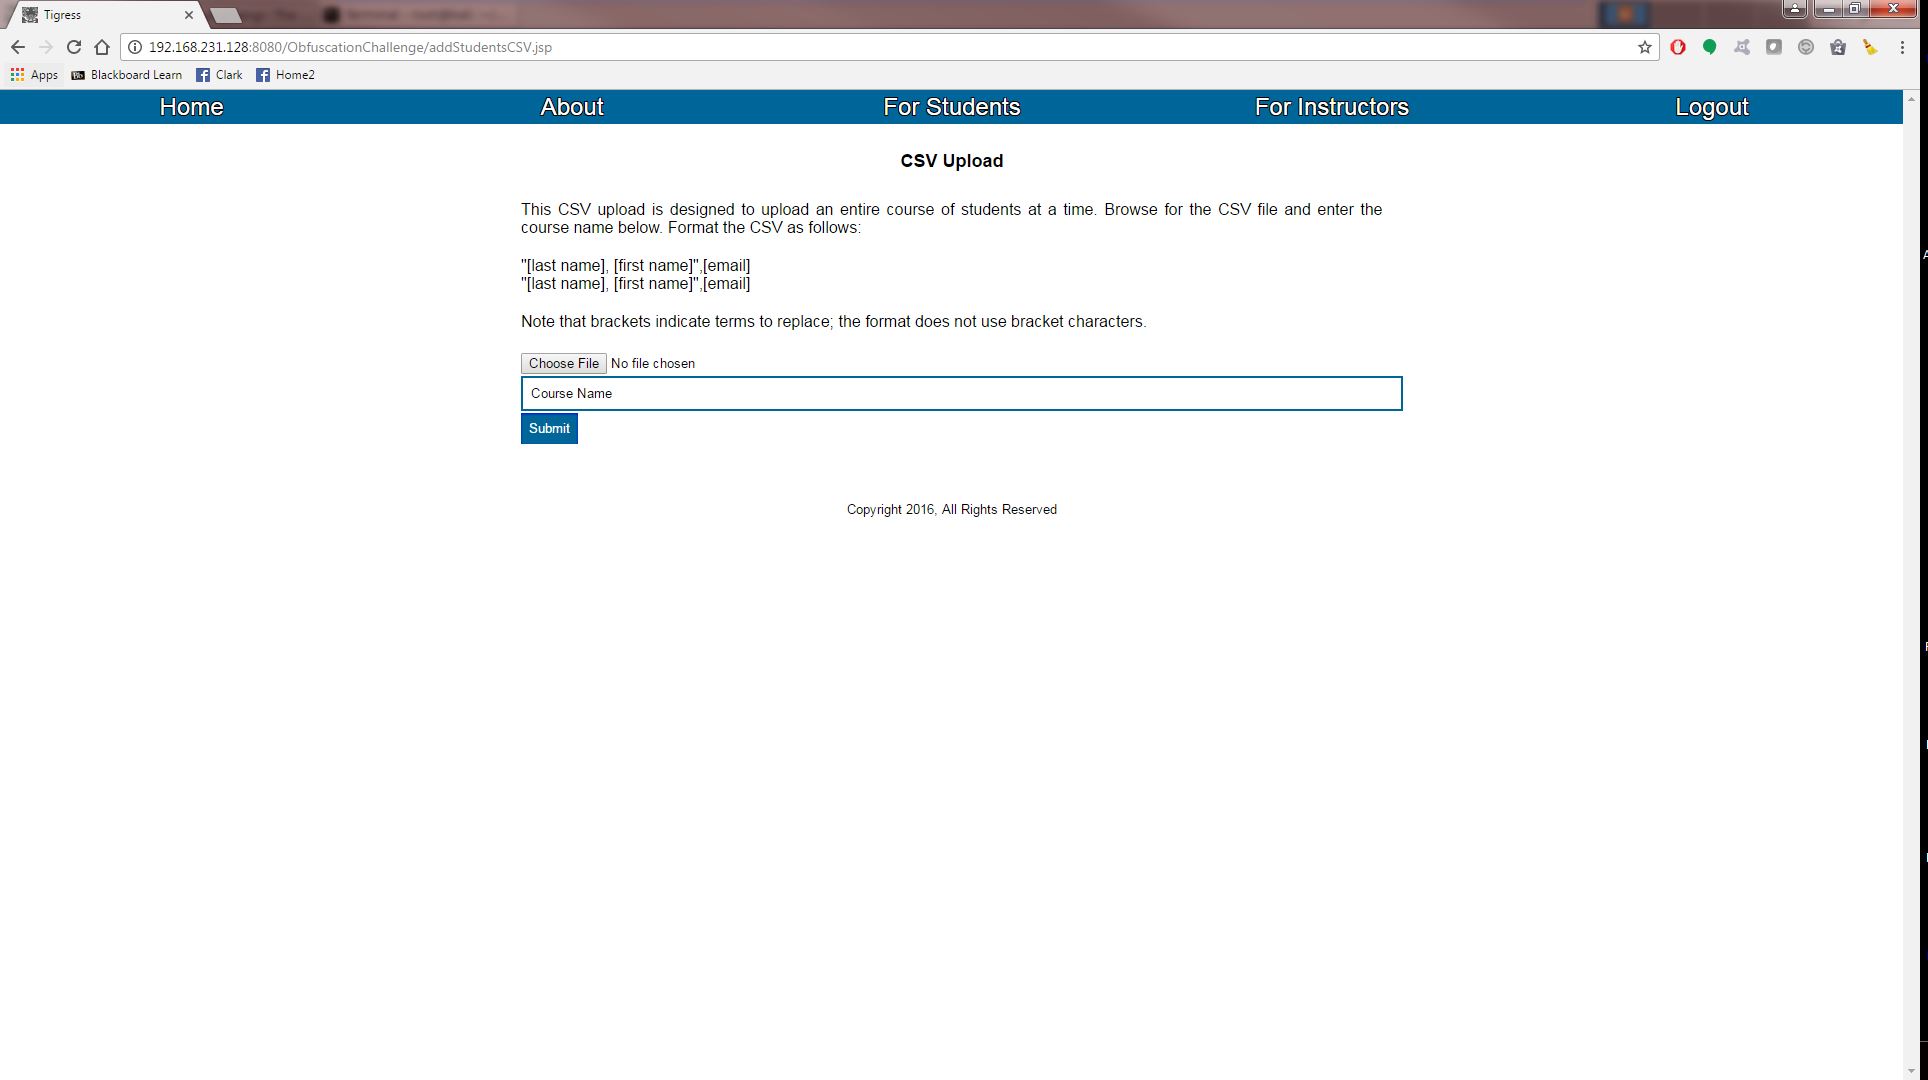 Tigress
192.168.231.128:8080/ObfuscationChallenge/addStudentsCSV.jsp
Apps Blackboard Learn Clark Home2
Home About For Students For Instructors Logout
CSV Upload
This CSV upload is designed to upload an entire course of students at a time. Browse for the CSV file and enter the
course name below. Format the CSV as follows:
"[last name], [first name]",[email]
"[last name], [first name]",[email]
Note that brackets indicate terms to replace; the format does not use bracket characters.
Choose File No file chosen
Course Name
Submit
Copyright 2016, All Rights Reserved